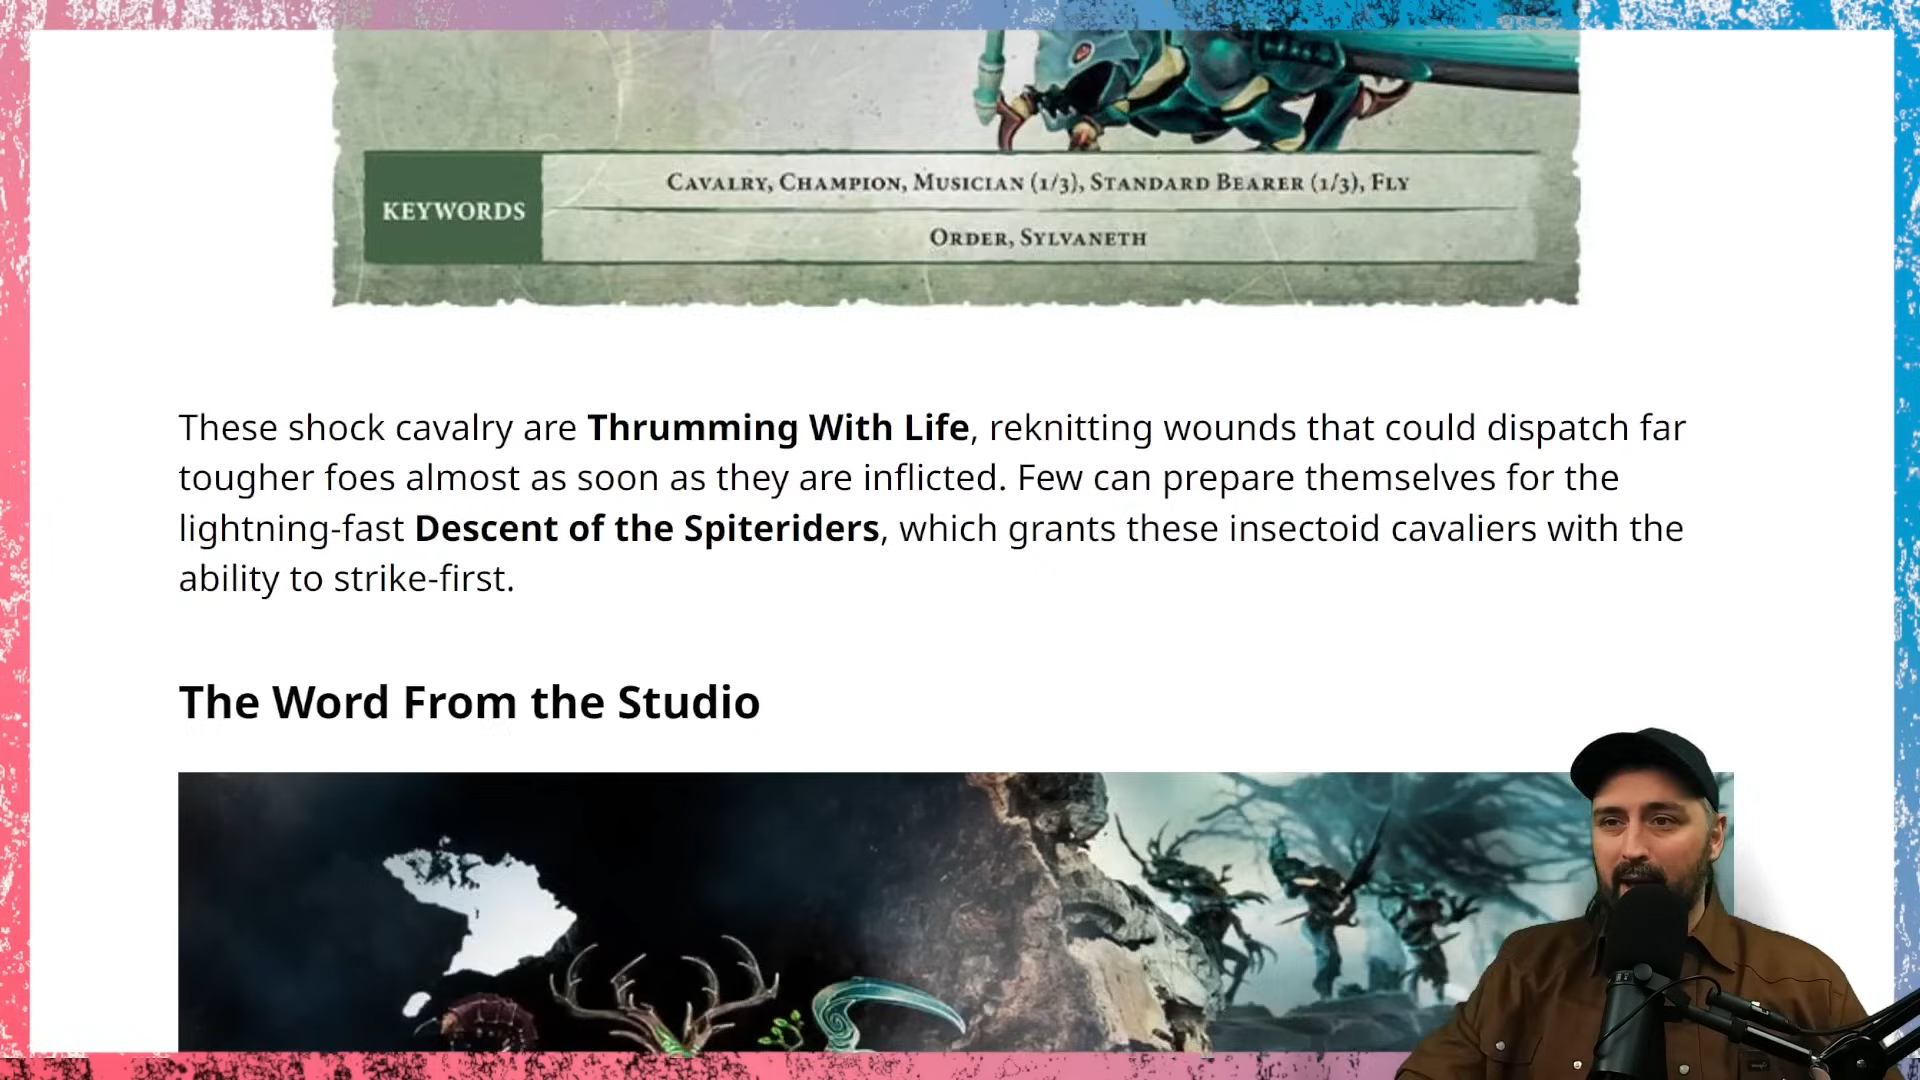 CAVALRY, CHAMPION, MUSICIAN (1/3), STANDARD BEARER (1/3), FLY
KEYWORDS
ORDER, SYLVANETH
These shock cavalry are Thrumming With Life, reknitting wounds that could dispatch far
tougher foes almost as soon as they are inflicted. Few can prepare themselves for the
lightning-fast Descent of the Spiteriders, which grants these insectoid cavaliers with the
ability to strike-first.
The Word From the Studio